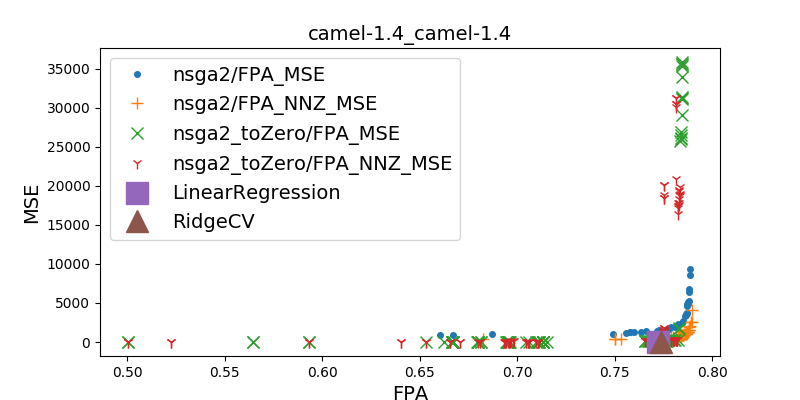 camel-1.4_camel-1.4
nsga2/FPA_MSE
nsga2/FPA_NNZ_MSE
nsga2_toZero/FPA_MSE
nsga2_toZero/FPA_NNZ_MSE
LinearRegression
RidgeCV
MSE
35000
30000
25000
20000
15000
10000
5000
0
0.50 0.55 0.60 0.65 0.70 0.75 0.80
FPA